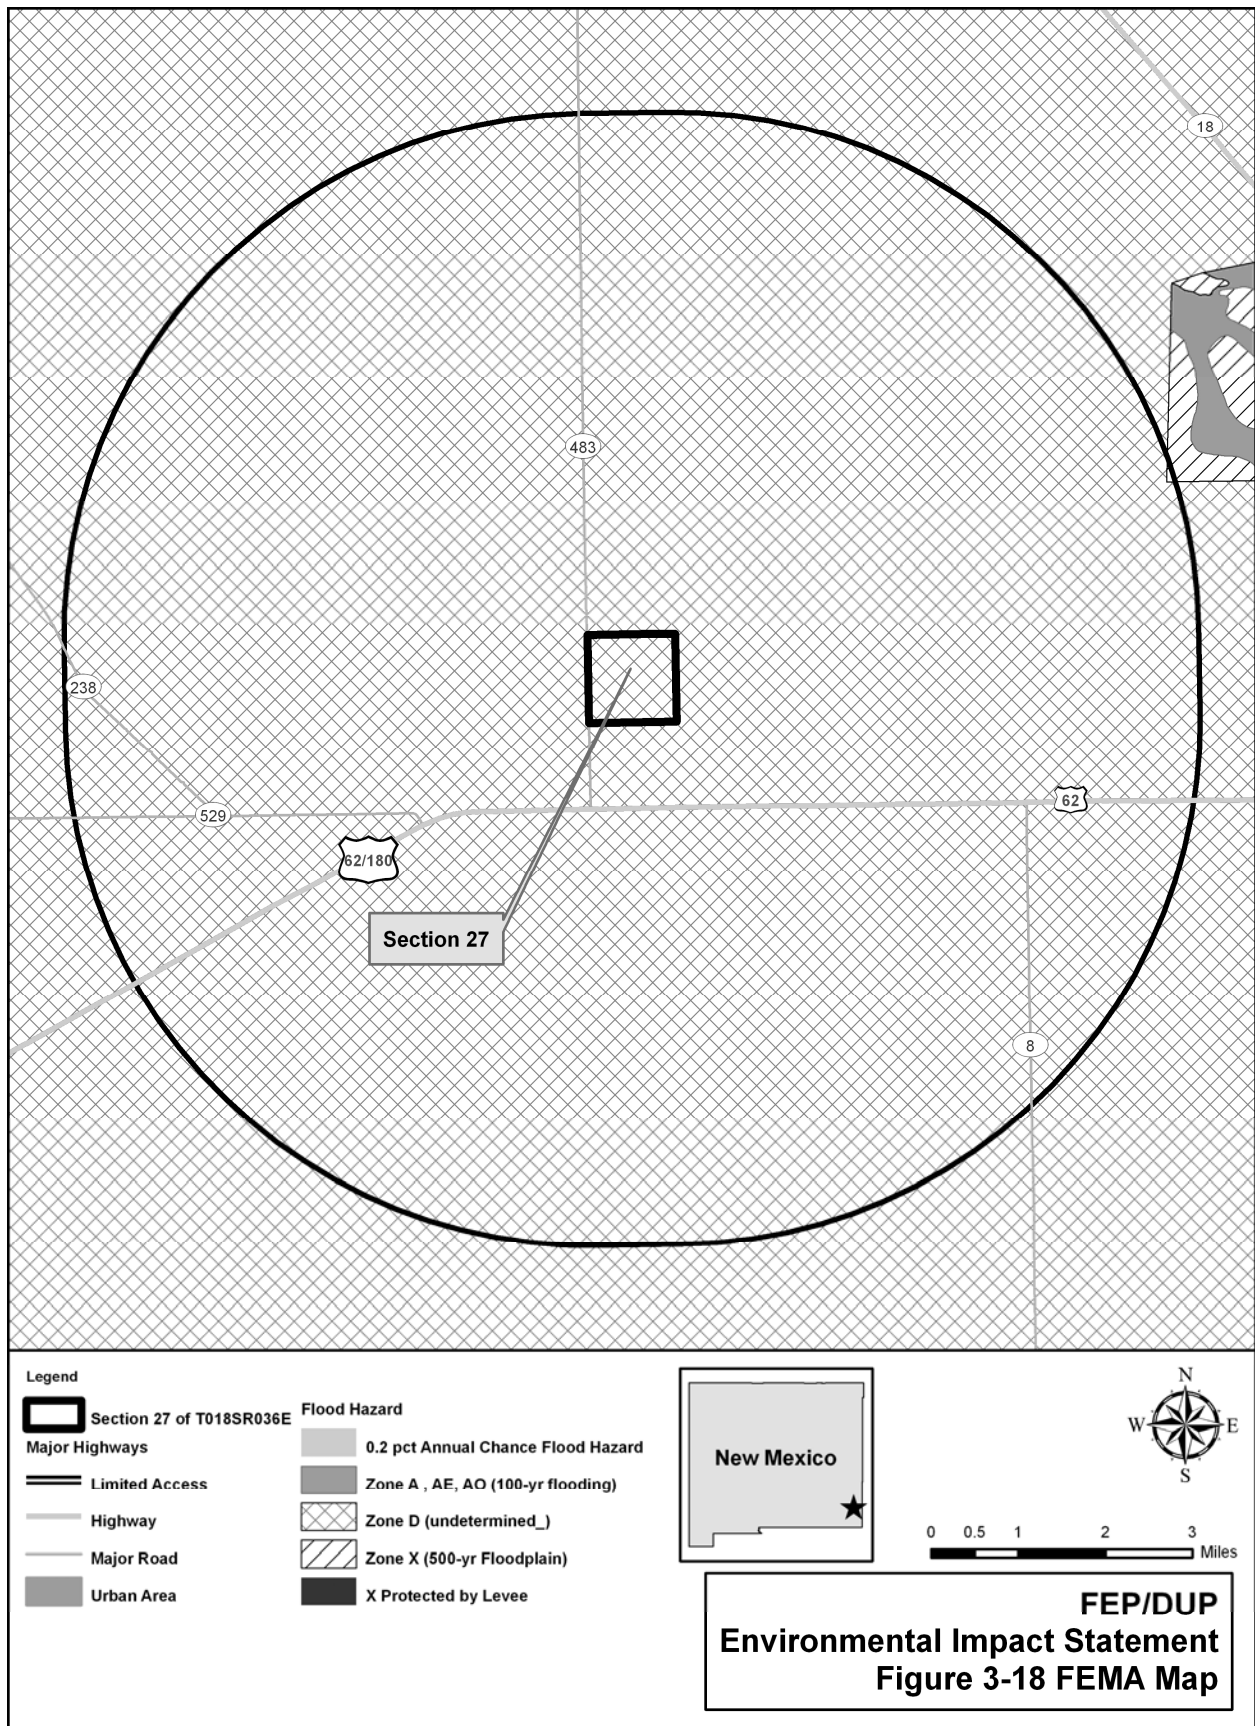 18
483
238
529
62
62/180
Section 27
8
Legend
Section 27 of T018SR036E
Major Highways
Limited Access
Highway
Major Road
Urban Area
Flood Hazard
0.2 pct Annual Chance Flood Hazard
Zone A , AE, AO (100-yr flooding)
Zone D (undetermined_)
Zone X (500-yr Floodplain)
X Protected by Levee
New Mexico
N
W
E
S
0 0.5 1 2 3
Miles
FEP/DUP
Environmental Impact Statement
Figure 3-18 FEMA Map